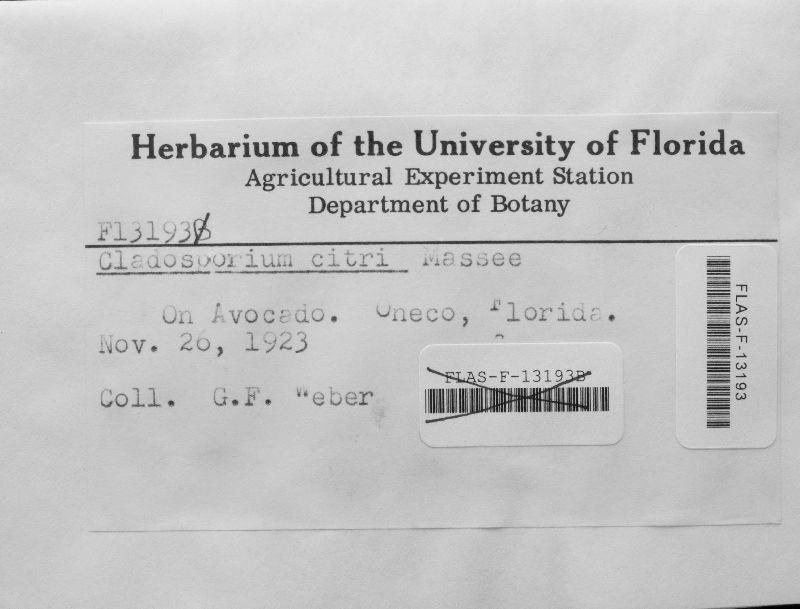 Herbarium of the University of Florida
Agricultural Experiment Station
Department of Botany
F13193B
Cladosporium citri Massee
On Avocado. Oneco, Florida.
Nov. 26, 1923
Coll. G.F. Weber
FLAS-F-13193B
FLAS-F-13193